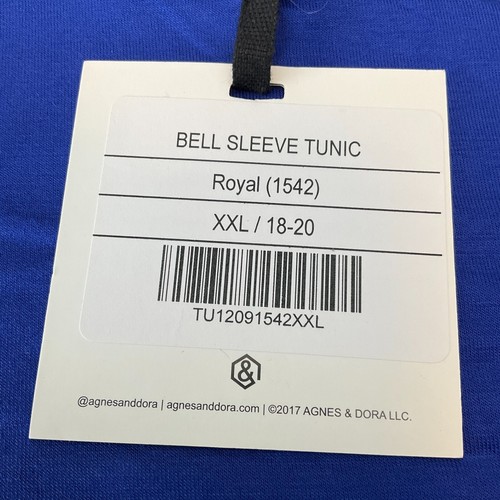 BELL SLEEVE TUNIC
Royal (1542)
XXL / 18-20
TU12091542XXL
&
@agnesanddora | agnesanddora.com | ©2017 AGNES & DORA LLC.